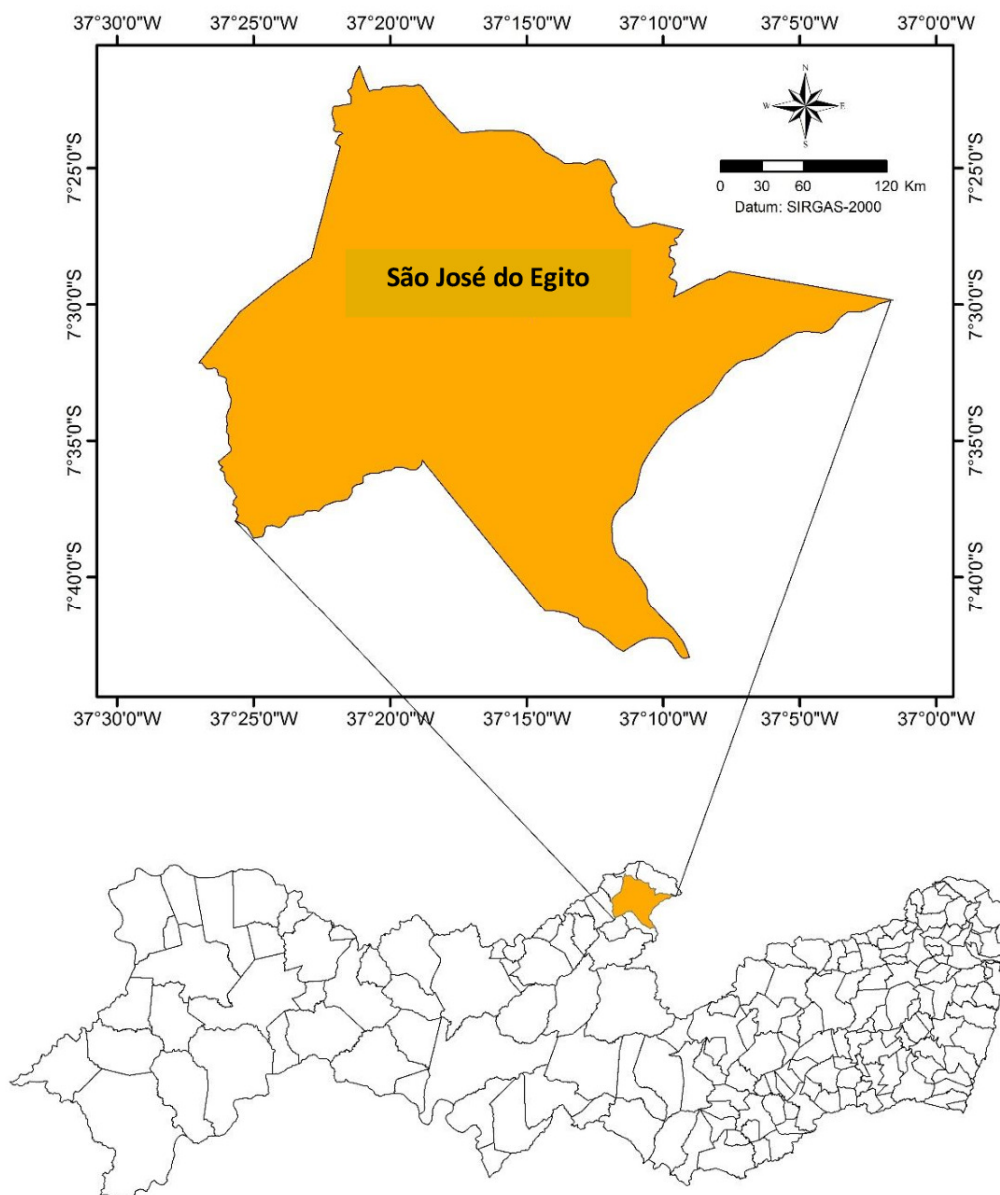 37°30'0"W 37°25'0"W 37°20'0"W 37°15'0"W 37°10'0"W 37°5'0"W 37°0'0"W
N
W E
S
0 30 60 120 Km
Datum: SIRGAS-2000
7°25'0"S 7°25'0"S
São José do Egito
7°30'0"S 7°30'0"S
7°35'0"S 7°35'0"S
7°40'0"S 7°40'0"S
37°30'0"W 37°25'0"W 37°20'0"W 37°15'0"W 37°10'0"W 37°5'0"W 37°0'0"W